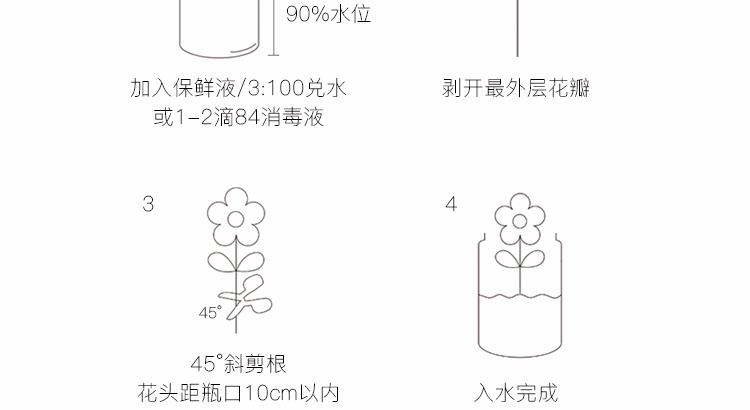 90%水位
加入保鲜液/3:100兑水
或1-2滴84消毒液
剥开最外层花瓣
3
4
45°
45°斜剪根
花头距瓶口10cm以内
入水完成